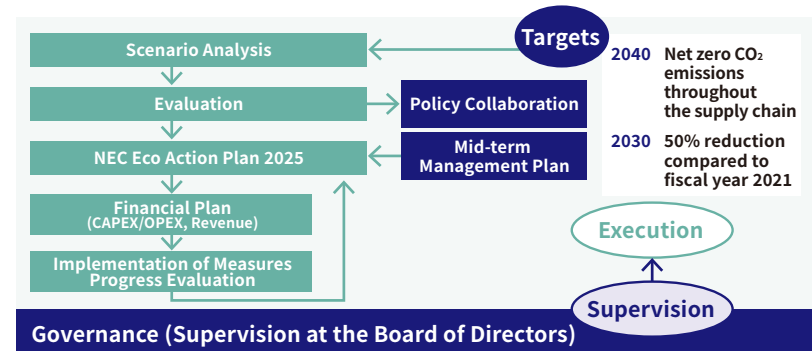 Targets
Scenario Analysis
Evaluation
Policy Collaboration
NEC Eco Action Plan 2025
Mid-term
Management Plan
Financial Plan
(CAPEX/OPEX, Revenue)
Implementation of Measures
Progress Evaluation
2040 Net zero CO₂
emissions
throughout
the supply chain
2030 50% reduction
compared to
fiscal year 2021
Execution
Supervision
Governance (Supervision at the Board of Directors)